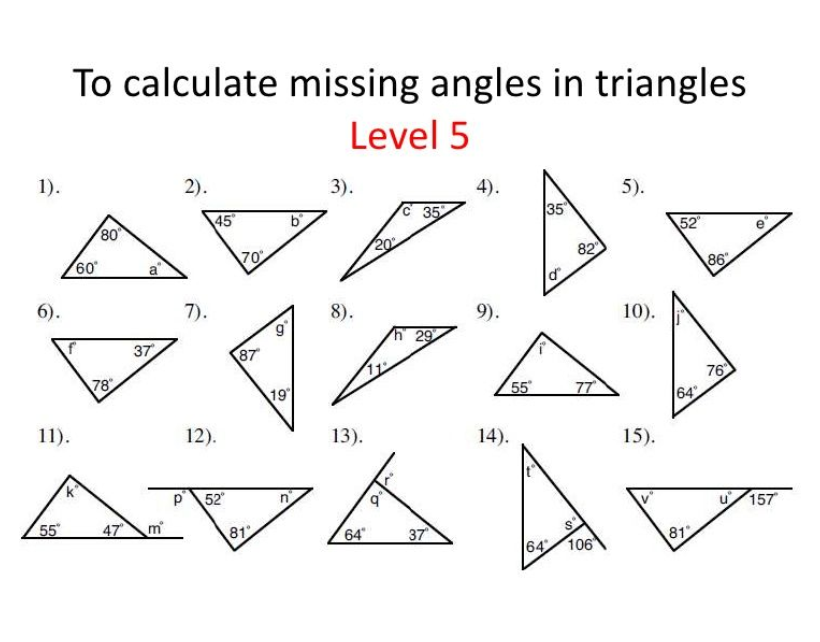 To calculate missing angles in triangles
Level 5
1). 2). 3). 4). 5).
80° 60° a°
45° b° 70°
c° 35° 20°
35° 82° d°
52° e° 86°
6). 7). 8). 9). 10).
f° 37° 78°
g° 87° 19°
h° 29° 11°
i° 55° 77°
j° 76° 64°
11). 12). 13). 14). 15).
k° 55° 47° m°
p° 52° n° 81°
r° q° 64° 37°
t° s° 64° 106°
v° u° 157° 81°